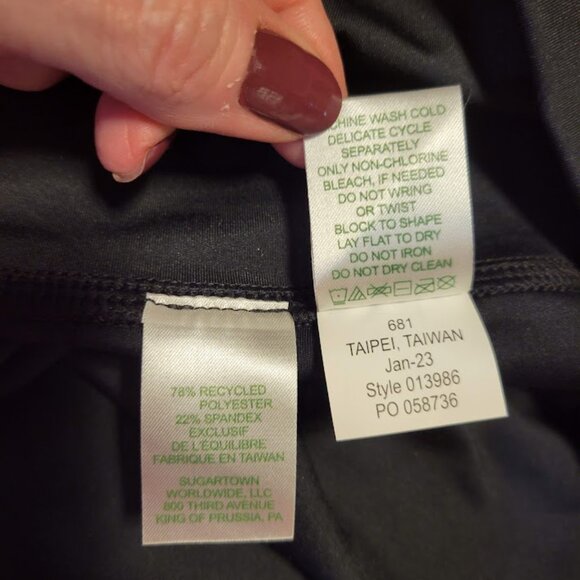 CHINE WASH COLD
DELICATE CYCLE
SEPARATELY
ONLY NON-CHLORINE
BLEACH, IF NEEDED
DO NOT WRING
OR TWIST
BLOCK TO SHAPE
LAY FLAT TO DRY
DO NOT IRON
DO NOT DRY CLEAN
681
TAIPEI, TAIWAN
Jan-23
Style 013986
PO 058736
78% RECYCLED
POLYESTER
22% SPANDEX
EXCLUSIF
DE L'ÉQUILIBRE
FABRIQUE EN TAIWAN
SUGARTOWN
WORLDWIDE, LLC
800 THIRD AVENUE
KING OF PRUSSIA, PA